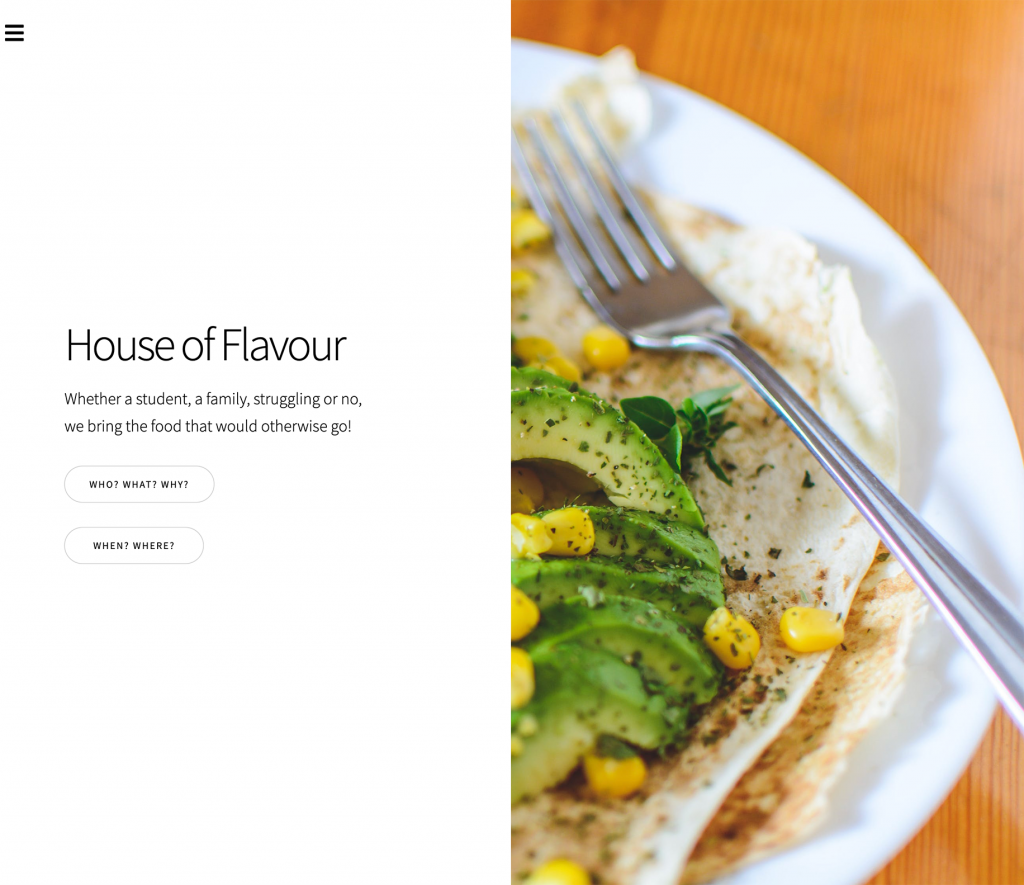 House of Flavour
Whether a student, a family, struggling or no,
we bring the food that would otherwise go!
WHO? WHAT? WHY?
WHEN? WHERE?